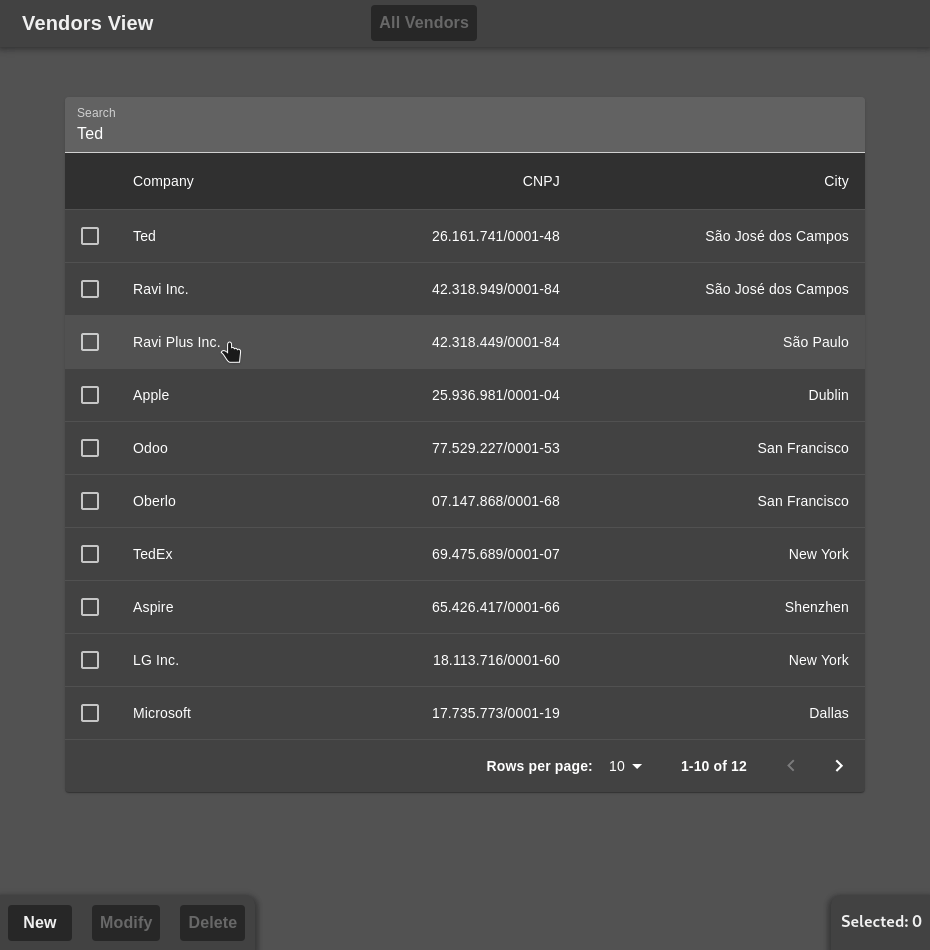 Vendors View
All Vendors
Search
Ted
Company CNPJ City
Ted 26.161.741/0001-48 São José dos Campos
Ravi Inc. 42.318.949/0001-84 São José dos Campos
Ravi Plus Inc. 42.318.449/0001-84 São Paulo
Apple 25.936.981/0001-04 Dublin
Odoo 77.529.227/0001-53 San Francisco
Oberlo 07.147.868/0001-68 San Francisco
TedEx 69.475.689/0001-07 New York
Aspire 65.426.417/0001-66 Shenzhen
LG Inc. 18.113.716/0001-60 New York
Microsoft 17.735.773/0001-19 Dallas
Rows per page: 10 1-10 of 12
New Modify Delete Selected: 0